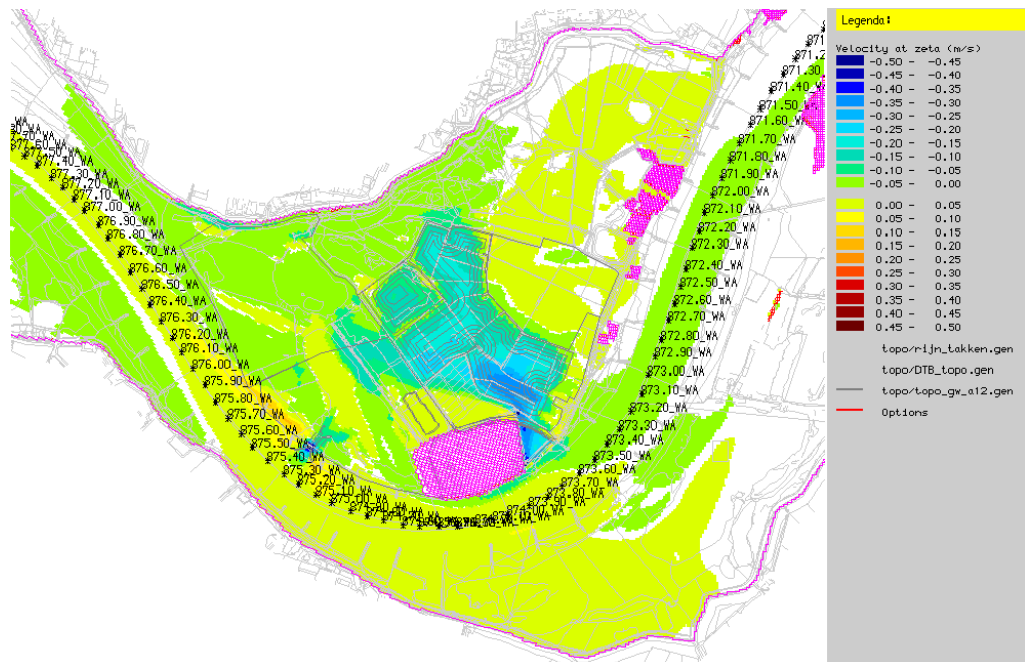 Legenda:
Velocity at zeta (m/s)
-0.50 - -0.45
-0.45 - -0.40
-0.40 - -0.35
-0.35 - -0.30
-0.30 - -0.25
-0.25 - -0.20
-0.20 - -0.15
-0.15 - -0.10
-0.10 - -0.05
-0.05 - 0.00
0.00 - 0.05
0.05 - 0.10
0.10 - 0.15
0.15 - 0.20
0.20 - 0.25
0.25 - 0.30
0.30 - 0.35
0.35 - 0.40
0.40 - 0.45
0.45 - 0.50
topo/rijn_takken.gen
topo/DTB_topo.gen
topo/topo_gw_a12.gen
Options
871.30
871.40
871.50_WA
871.60_WA
871.70_WA
871.80_WA
871.90_WA
872.00_WA
872.10_WA
872.20_WA
872.30_WA
872.40_WA
872.50_WA
872.60_WA
872.70_WA
872.80_WA
872.90_WA
873.00_WA
873.10_WA
873.20_WA
873.30_WA
873.40_WA
873.50_WA
873.60_WA
873.70_WA
873.80_WA
873.90_WA
875.00_WA
875.10_WA
875.20_WA
875.30_WA
875.40_WA
875.50_WA
875.60_WA
875.70_WA
875.80_WA
875.90_WA
876.00_WA
876.10_WA
876.20_WA
876.30_WA
876.40_WA
876.50_WA
876.60_WA
876.70_WA
876.80_WA
876.90_WA
877.00_WA
877.10_WA
877.20_WA
877.30_WA
877.40_WA